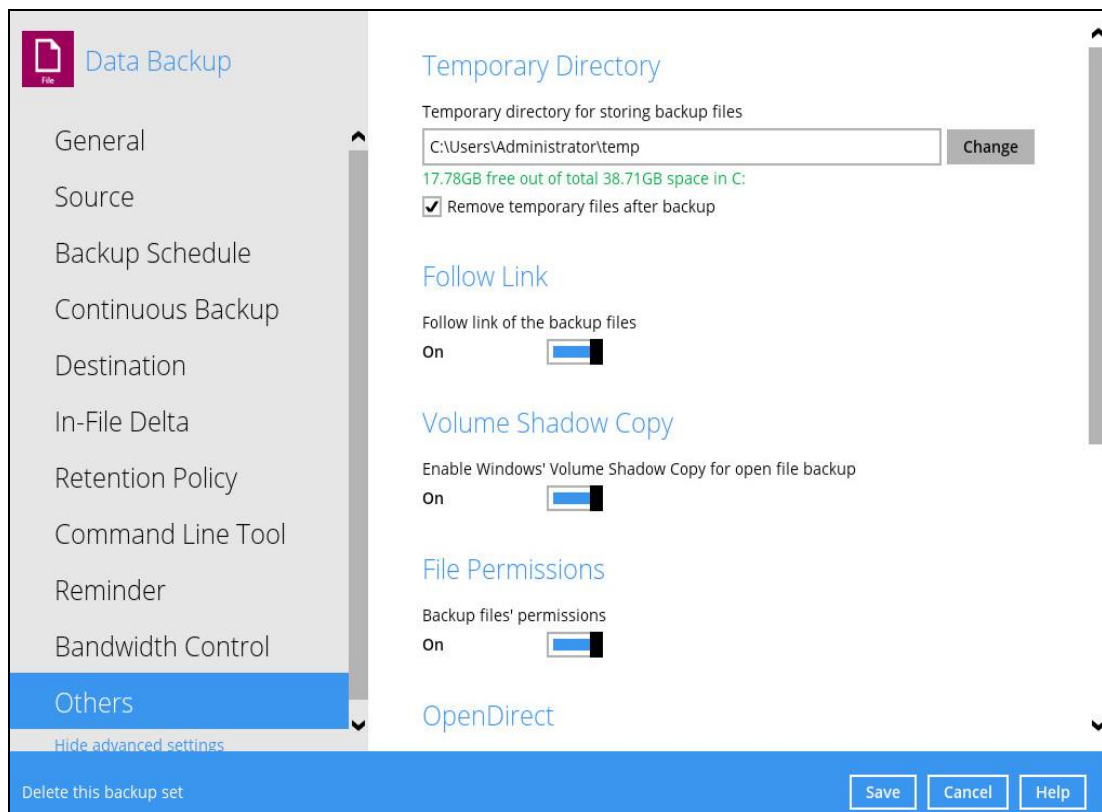 File
Data Backup
General
Source
Backup Schedule
Continuous Backup
Destination
In-File Delta
Retention Policy
Command Line Tool
Reminder
Bandwidth Control
Others
Hide advanced settings
Temporary Directory
Temporary directory for storing backup files
C:\Users\Administrator\temp
Change
17.78GB free out of total 38.71GB space in C:
Remove temporary files after backup
Follow Link
Follow link of the backup files
On
Volume Shadow Copy
Enable Windows' Volume Shadow Copy for open file backup
On
File Permissions
Backup files' permissions
On
OpenDirect
Delete this backup set
Save
Cancel
Help